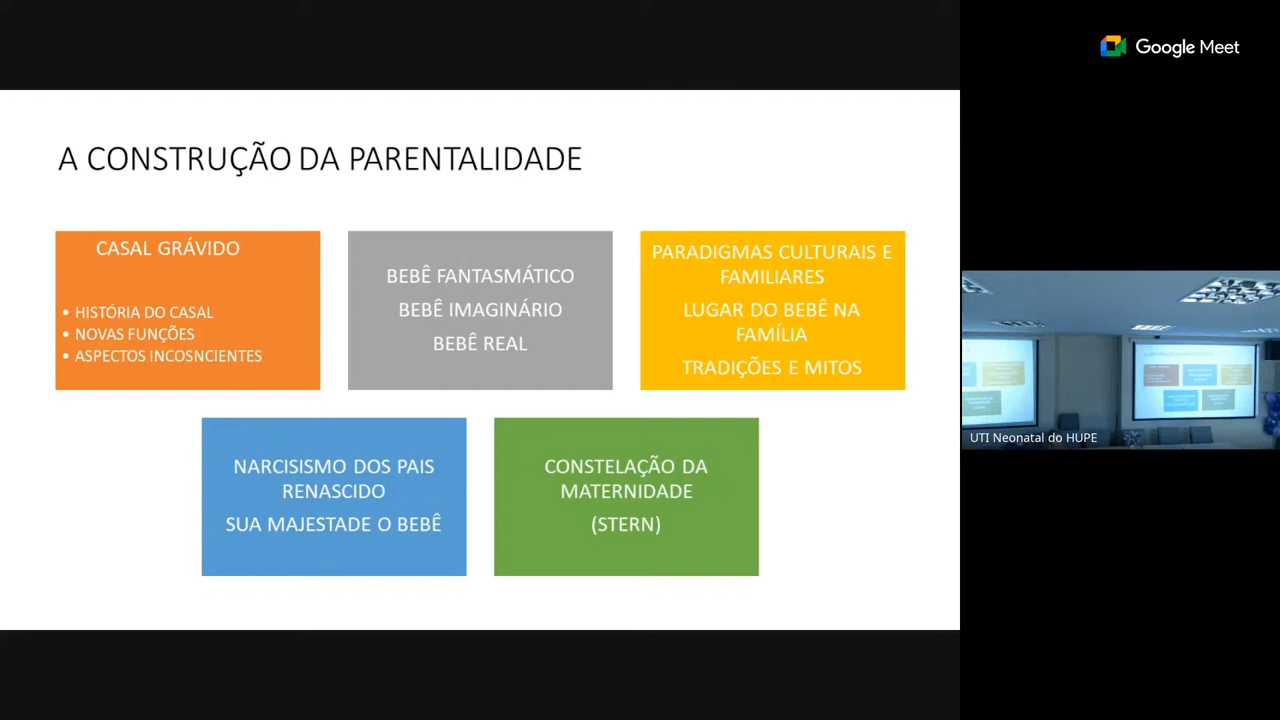 Google Meet
A CONSTRUÇÃO DA PARENTALIDADE
CASAL GRÁVIDO
• HISTÓRIA DO CASAL
• NOVAS FUNÇÕES
• ASPECTOS INCOSNCIENTES
BEBÊ FANTASMÁTICO
BEBÊ IMAGINÁRIO
BEBÊ REAL
PARADIGMAS CULTURAIS E
FAMILIARES
LUGAR DO BEBÊ NA
FAMÍLIA
TRADIÇÕES E MITOS
NARCISISMO DOS PAIS
RENASCIDO
SUA MAJESTADE O BEBÊ
CONSTELAÇÃO DA
MATERNIDADE
(STERN)
UTI Neonatal do HUPE